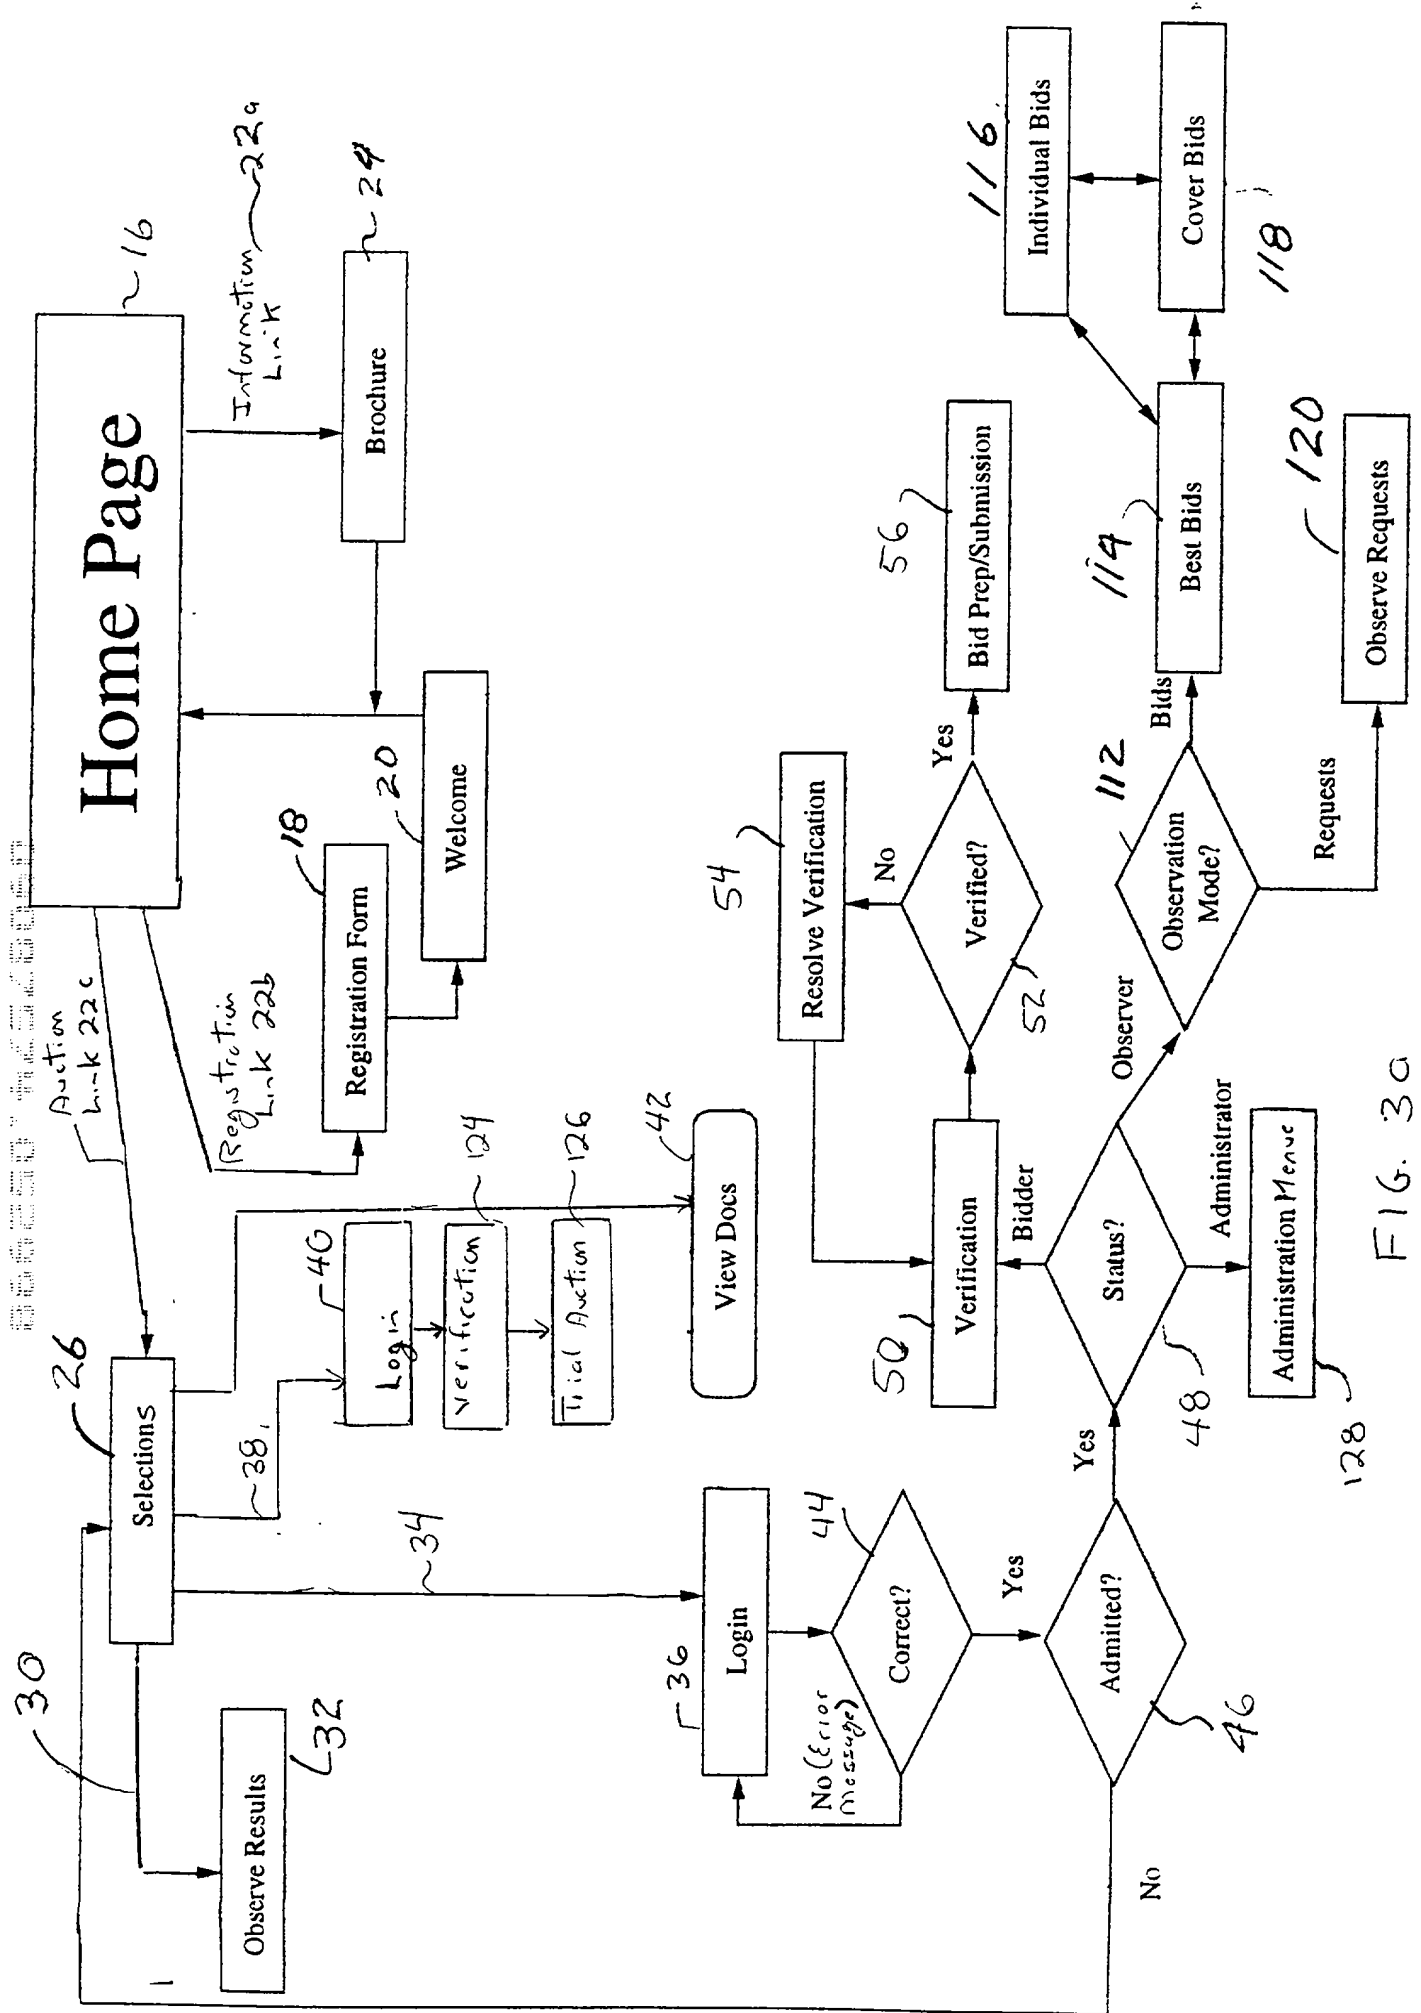 Home Page
16
Information
Link
22a
Brochure
24
Auction
Link 22c
Registration
Link 22b
Registration Form
18
Welcome
20
Selections
26
30
Observe Results
32
34
38
Login
40
Verification
124
Trial Auction
126
View Docs
42
Login
36
Correct?
44
No (Error
Message)
Yes
Admitted?
46
No
Yes
Status?
48
Bidder
Observer
Administrator
Administration Menue
128
Verification
50
Verified?
52
No
Yes
Resolve Verification
54
Bid Prep/Submission
56
Observation
Mode?
112
Bids
Requests
Best Bids
114
Individual Bids
116
Cover Bids
118
Observe Requests
120
FIG. 3a